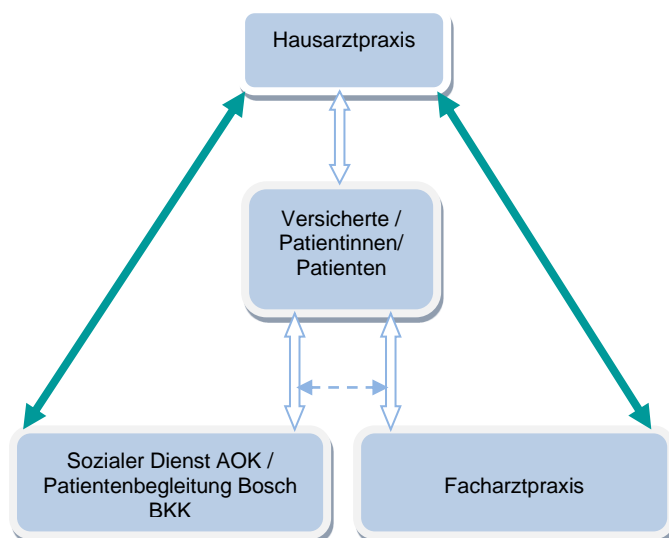 Hausarztpraxis
Versicherte /
Patientinnen/
Patienten
Sozialer Dienst AOK /
Patientenbegleitung Bosch
BKK
Facharztpraxis